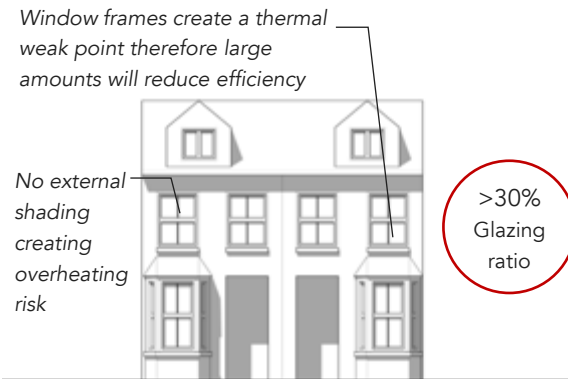 Window frames create a thermal
weak point therefore large
amounts will reduce efficiency
No external
shading
creating
overheating
risk
>30%
Glazing
ratio